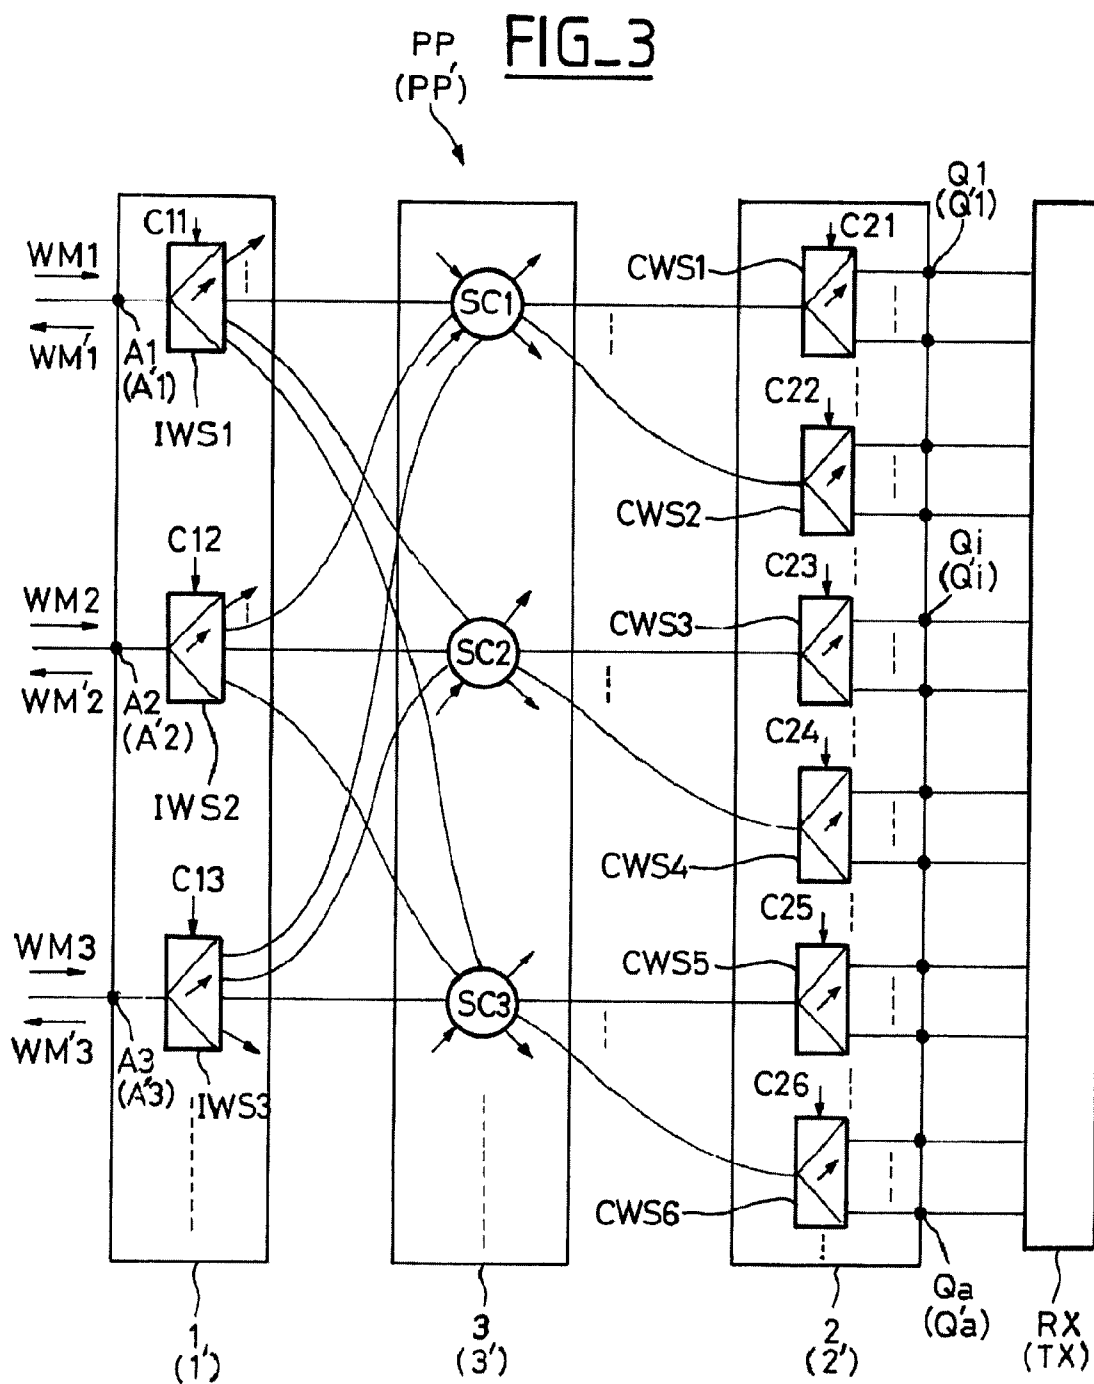 FIG_3
PP
(PP')
Q1
(Q'1)
C11
C21
WM1
CWS1
WM'1
A1
(A'1)
SC1
C22
IWS1
CWS2
C12
Qi
(Q'i)
C23
WM2
CWS3
SC2
WM'2
A2
(A'2)
C24
IWS2
CWS4
C13
C25
WM3
CWS5
SC3
WM'3
A3
(A'3)
C26
IWS3
CWS6
Qa
(Q'a)
1
(1')
3
(3')
2
(2')
RX
(TX)